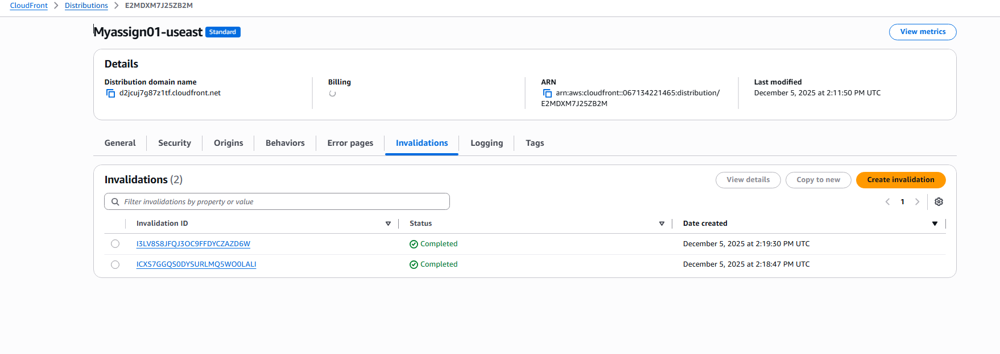 CloudFront > Distributions > E2MDXM7J25ZB2M
Myassign01-useast Standard View metrics
Details
Distribution domain name Billing ARN Last modified
d2jcuj7g87z1tf.cloudfront.net arn:aws:cloudfront::067134221465:distribution/ December 5, 2025 at 2:11:50 PM UTC
E2MDXM7J25ZB2M
General Security Origins Behaviors Error pages Invalidations Logging Tags
Invalidations (2) View details Copy to new Create invalidation
Filter invalidations by property or value 1
Invalidation ID Status Date created
I3LV8S8JFQJ3OC9FFDYCZAZD6W Completed December 5, 2025 at 2:19:30 PM UTC
ICXS7GGQS0DYSURLMQ5WO0LALI Completed December 5, 2025 at 2:18:47 PM UTC